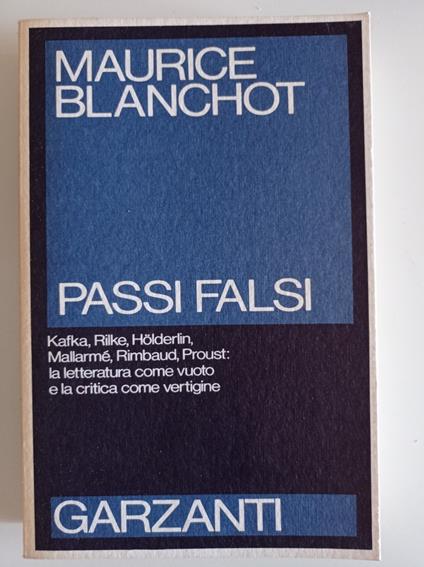 MAURICE
BLANCHOT
PASSI FALSI
Kafka, Rilke, Hölderlin,
Mallarmé, Rimbaud, Proust:
la letteratura come vuoto
e la critica come vertigine
GARZANTI